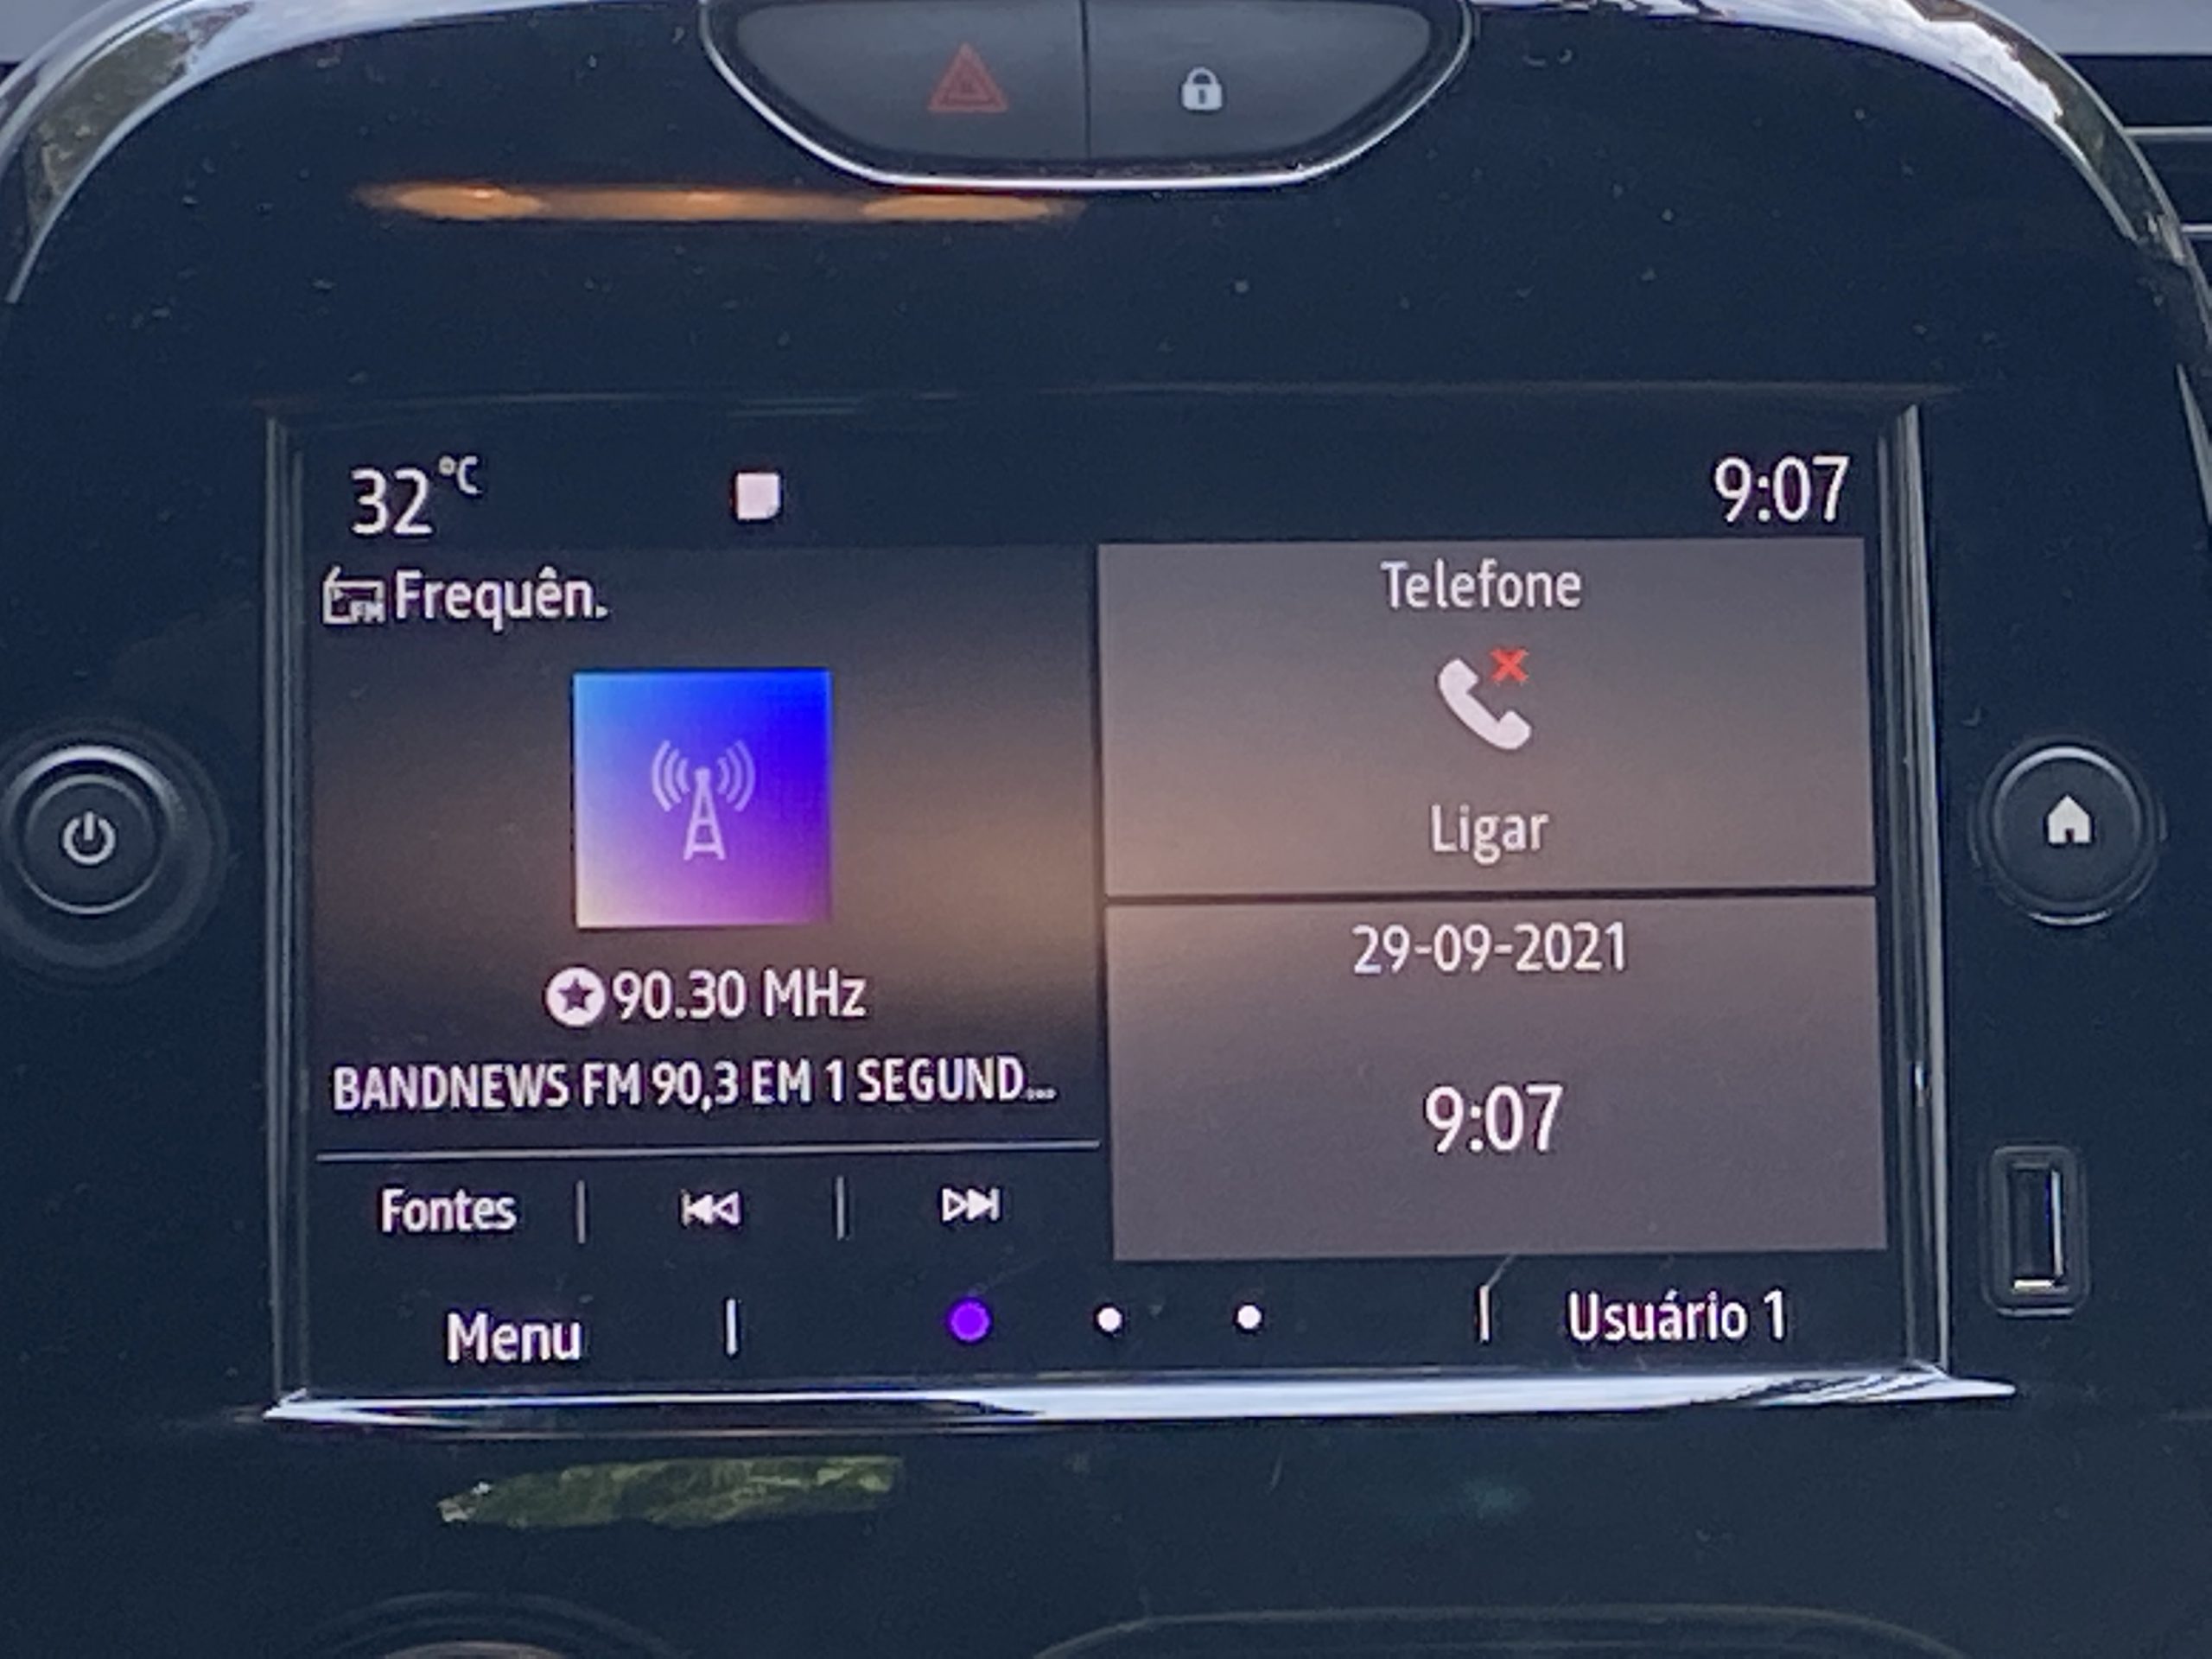 32°C
9:07
FM Frequên.
90.30 MHz
BANDNEWS FM 90,3 EM 1 SEGUND...
Fontes
Telefone
Ligar
29-09-2021
9:07
Menu
Usuário 1